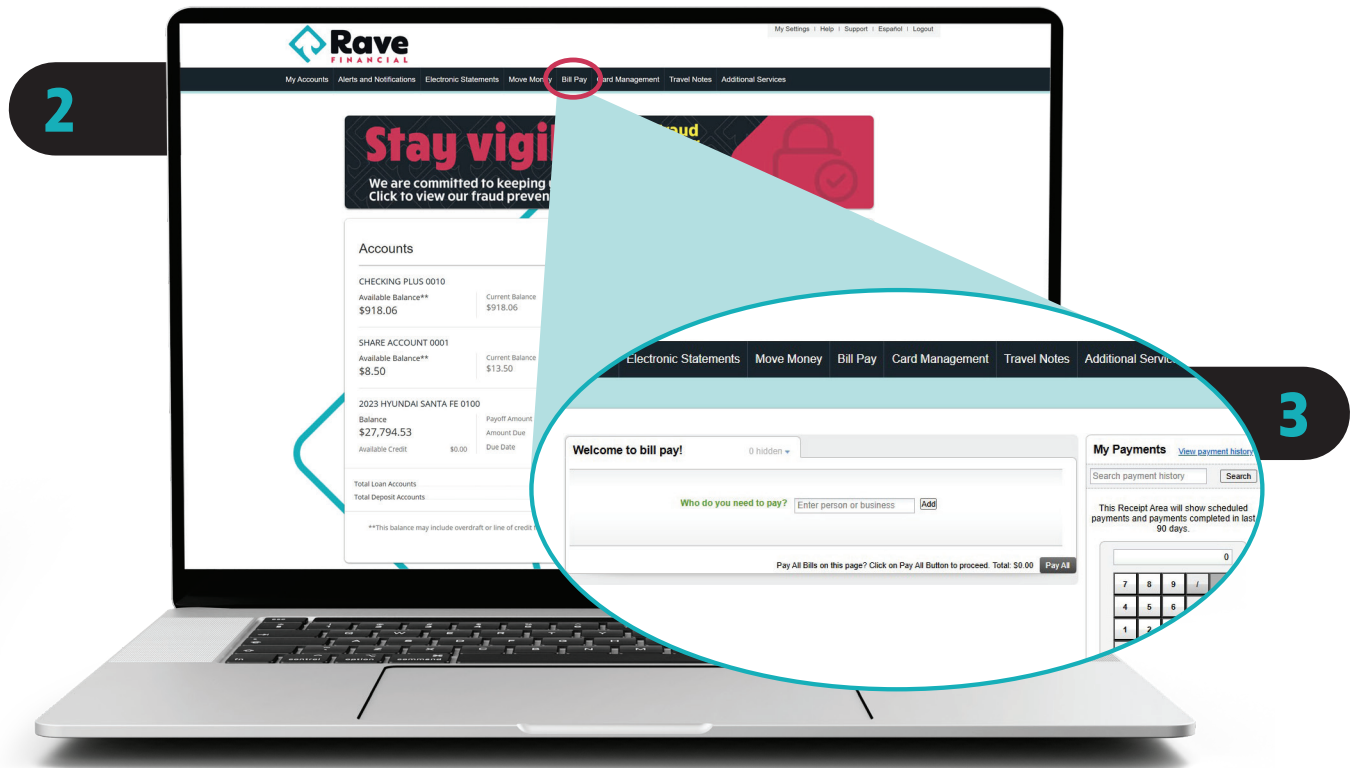 My Settings | Help | Support | Español | Logout
Rave
FINANCIAL
My Accounts Alerts and Notifications Electronic Statements Move Money Bill Pay Card Management Travel Notes Additional Services
2
Stay
We are committed to keeping
Click to view our fraud
Accounts
CHECKING PLUS 0010
Available Balance** Current Balance
$918.06 $918.06
SHARE ACCOUNT 0001
Available Balance** Current Balance
$8.50 $13.50
2023 HYUNDAI SANTA FE 0100
Balance Payoff Amount
$27,794.53 Amount Due
Available Credit $0.00 Due Date
Total Loan Accounts
Total Deposit Accounts
**This balance may include overdraft or line of credit
Electronic Statements Move Money Bill Pay Card Management Travel Notes Additional
3
Welcome to bill pay! 0 hidden
Who do you need to pay? Enter person or business Add
Pay All Bills on this page? Click on Pay All Button to proceed. Total: $0.00 Pay All
My Payments View payment history
Search payment history Search
This Receipt Area will show scheduled
payments and payments completed in last
90 days.
0
7 8 9 /
4 5 6
1 2
esc
control option command